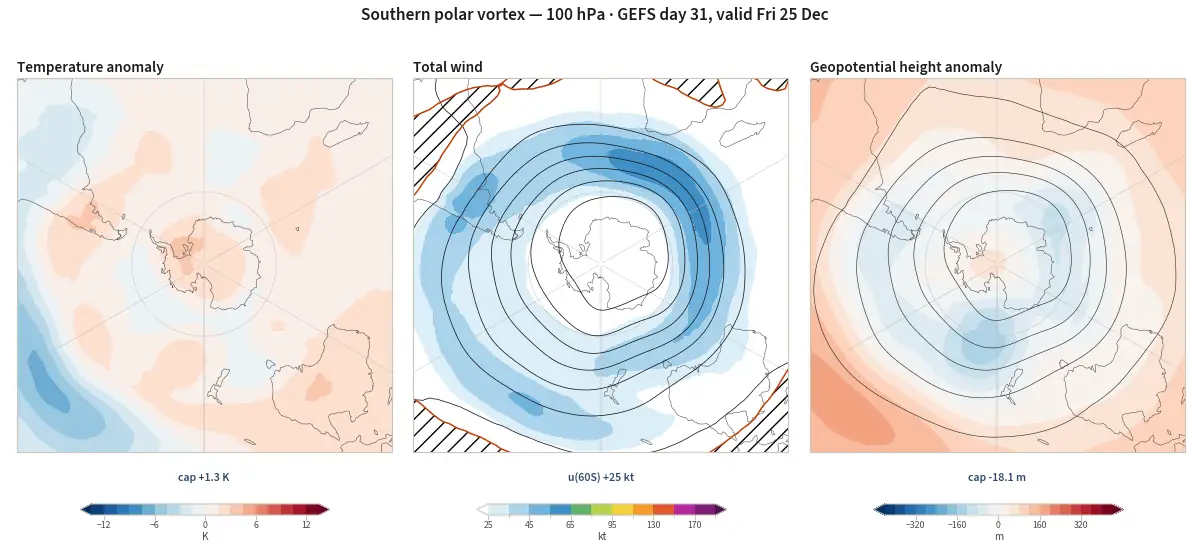 Southern polar vortex — 100 hPa · GEFS day 31, valid Fri 25 Dec
Temperature anomaly
Total wind
Geopotential height anomaly
cap +1.3 K
u(60S) +25 kt
cap -18.1 m
−12 −6 0 6 12
K
25 45 65 95 130 170
kt
−320 −160 0 160 320
m